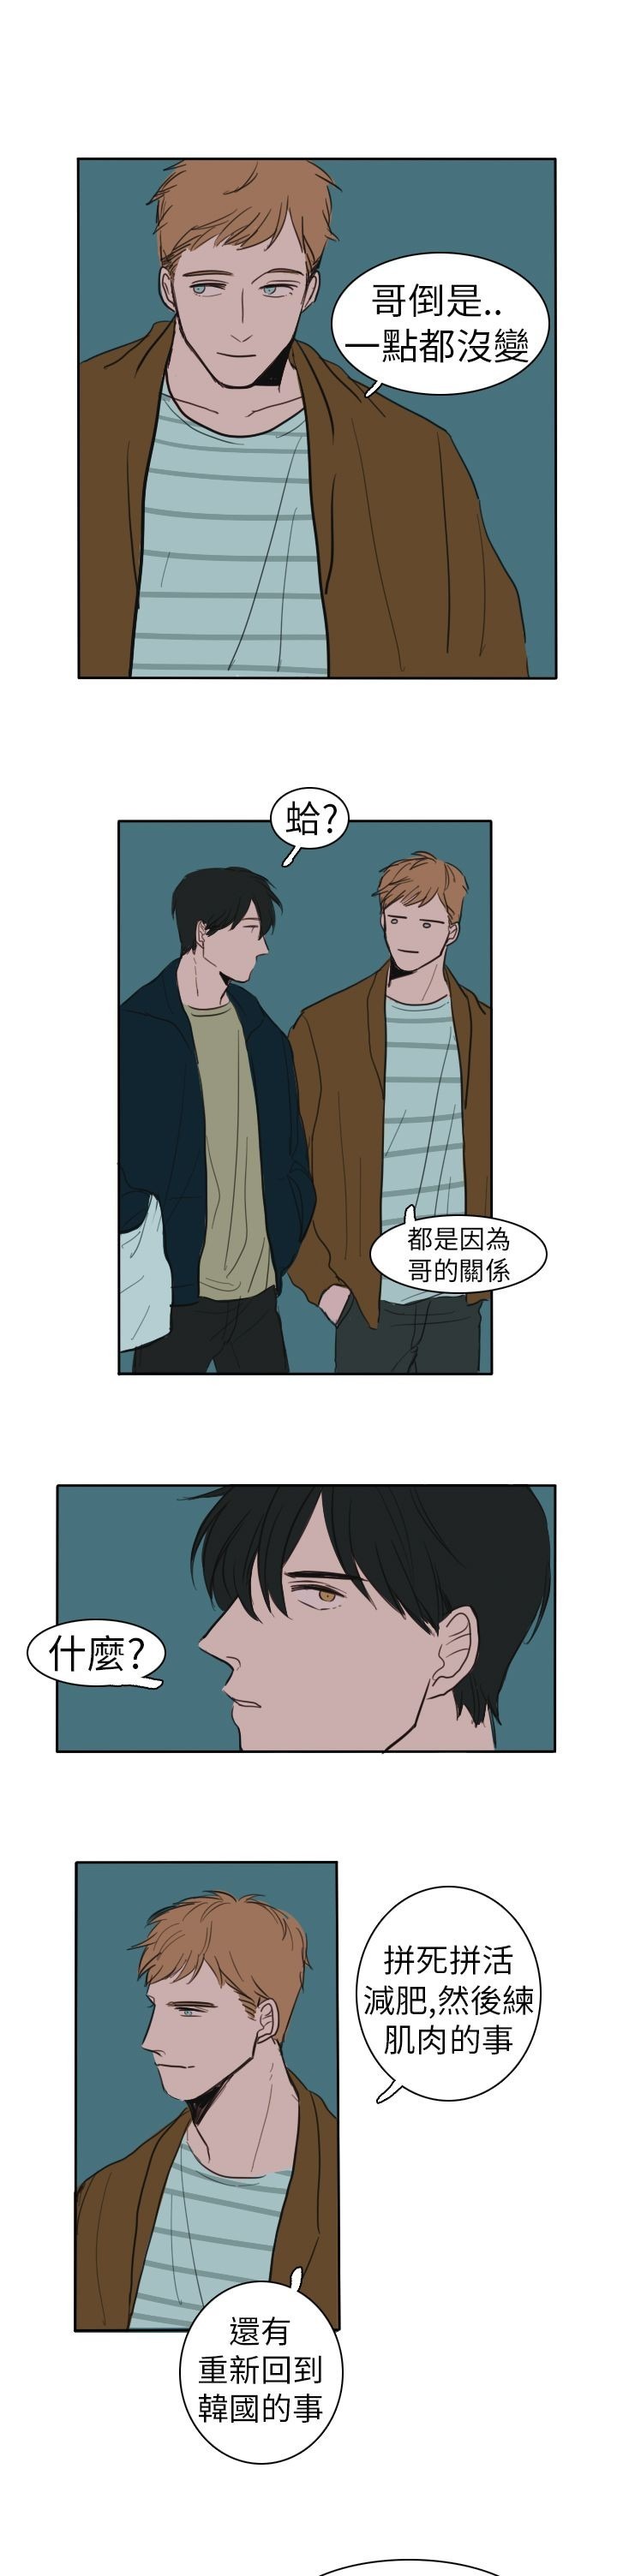 哥倒是..
一點都沒變
蛤?
都是因為
哥的關係
什麼?
拼死拼活
減肥,然後練
肌肉的事
還有
重新回到
韓國的事